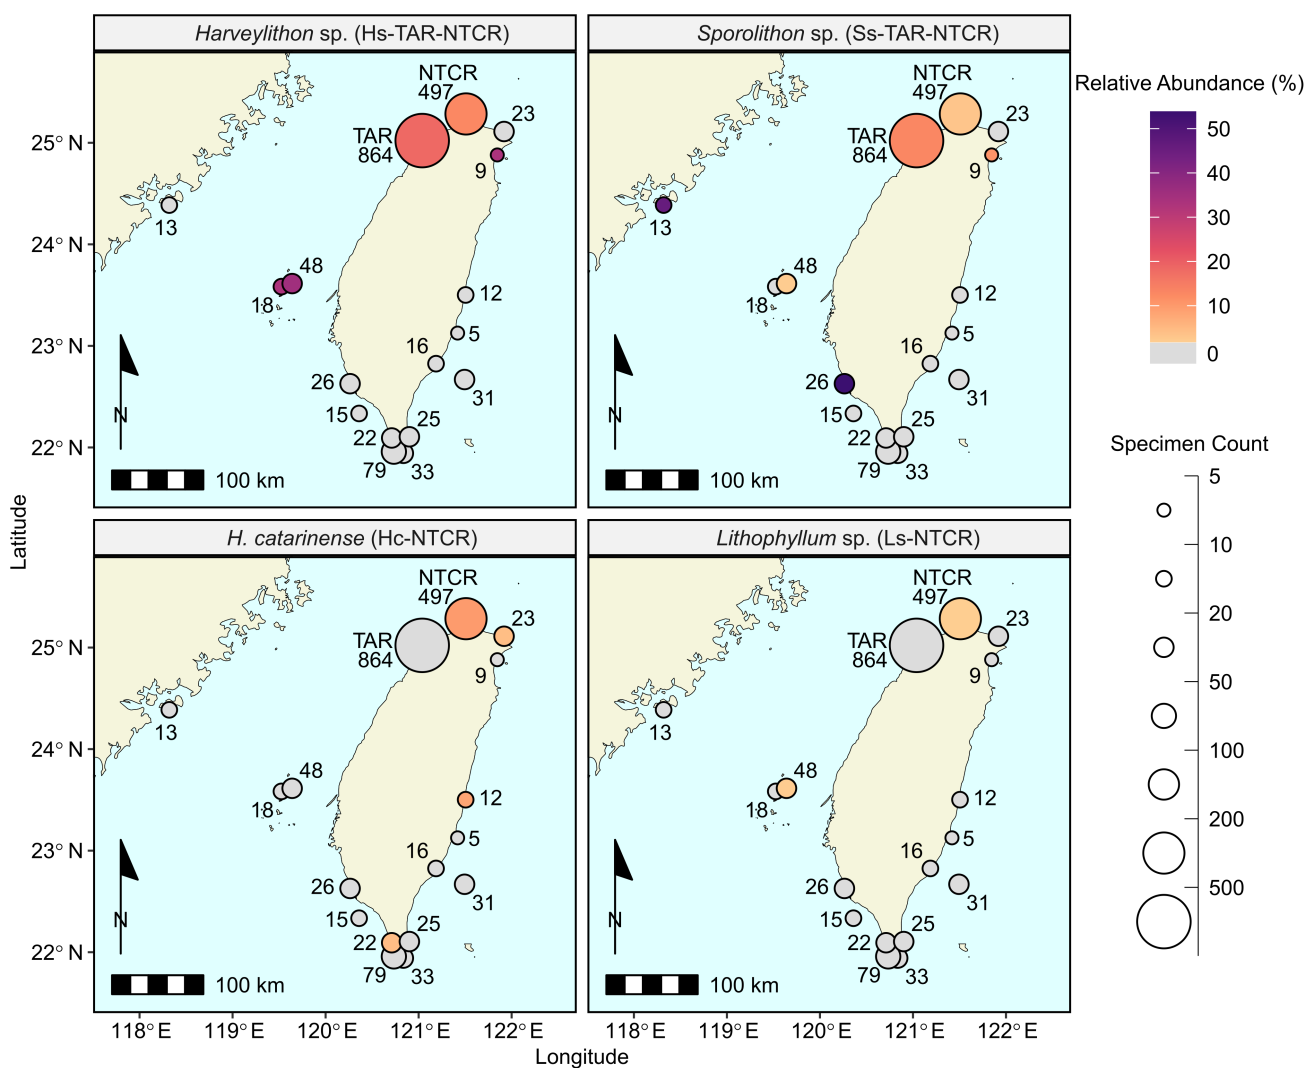 Harveylithon sp. (Hs-TAR-NTCR)
NTCR
497
23
TAR
864
9
13
48
18
12
5
16
26
31
15
25
22
79
33
N
100 km
25° N
24° N
23° N
22° N
Sporolithon sp. (Ss-TAR-NTCR)
NTCR
497
23
TAR
864
9
13
48
18
12
5
16
26
31
15
25
22
79
33
N
100 km
Relative Abundance (%)
50
40
30
20
10
0
Latitude
H. catarinense (Hc-NTCR)
NTCR
497
23
TAR
864
9
13
48
18
12
5
16
26
31
15
25
22
79
33
N
100 km
25° N
24° N
23° N
22° N
118° E
119° E
120° E
121° E
122° E
Lithophyllum sp. (Ls-NTCR)
NTCR
497
23
TAR
864
9
13
48
18
12
5
16
26
31
15
25
22
79
33
N
100 km
118° E
119° E
120° E
121° E
122° E
Longitude
Specimen Count
5
10
20
50
100
200
500